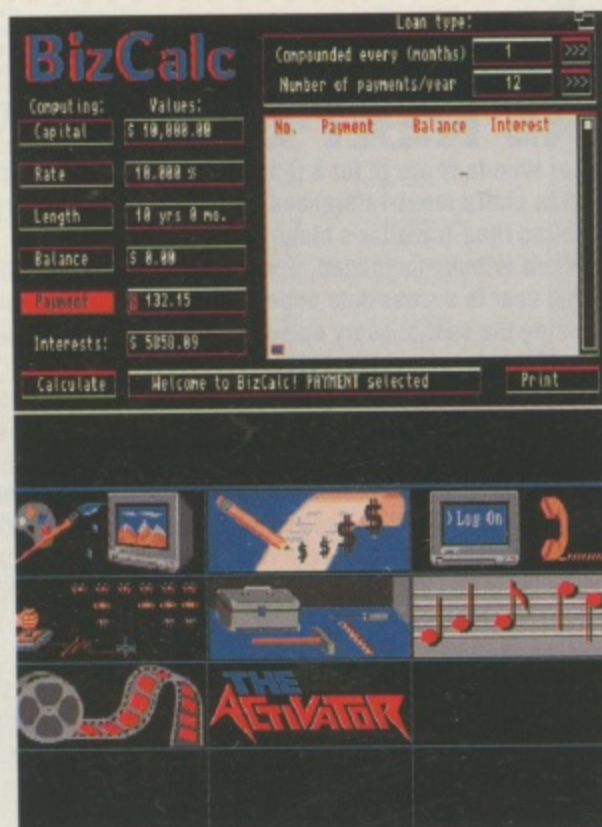 Loan type:
BizCalc
Compounded every (months) 1 >>>
Number of payments/year 12 >>>
Computing: Values:
Capital $ 10,000.00
No. Payment Balance Interest
Rate 10.000 %
Length 10 yrs 0 mo.
Balance $ 0.00
Payment $ 132.15
Interests: $ 5858.09
Calculate Welcome to BizCalc! PAYMENT selected Print
>Log On
$ $ $ $
THE
ACTIVATOR